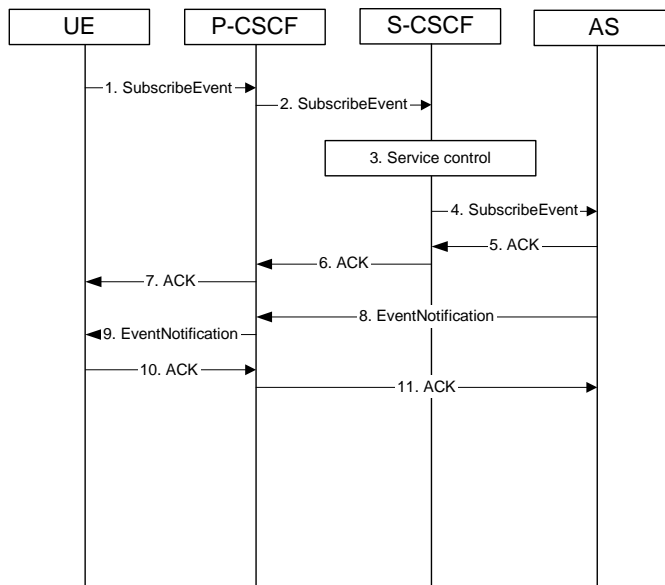 UE
P-CSCF
S-CSCF
AS
1. SubscribeEvent
2. SubscribeEvent
3. Service control
4. SubscribeEvent
5. ACK
6. ACK
7. ACK
8. EventNotification
9. EventNotification
10. ACK
11. ACK